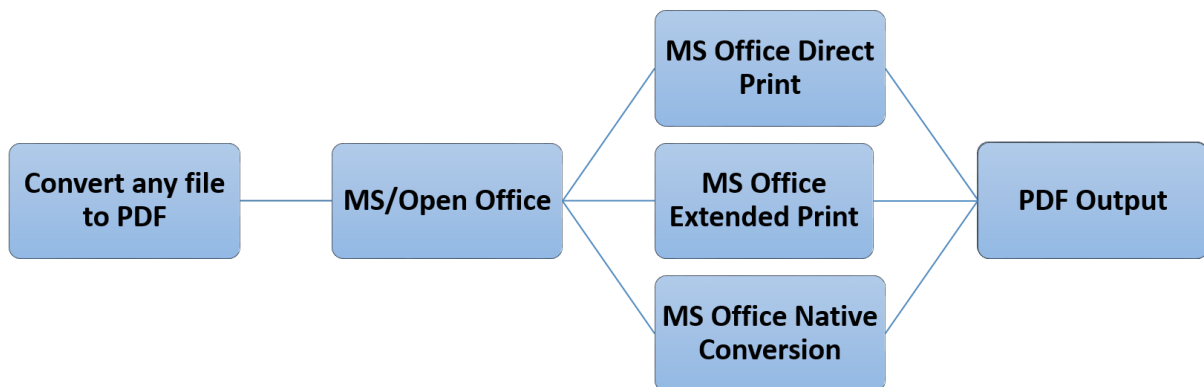 Convert any file
to PDF
MS/Open Office
MS Office Direct
Print
MS Office
Extended Print
MS Office Native
Conversion
PDF Output